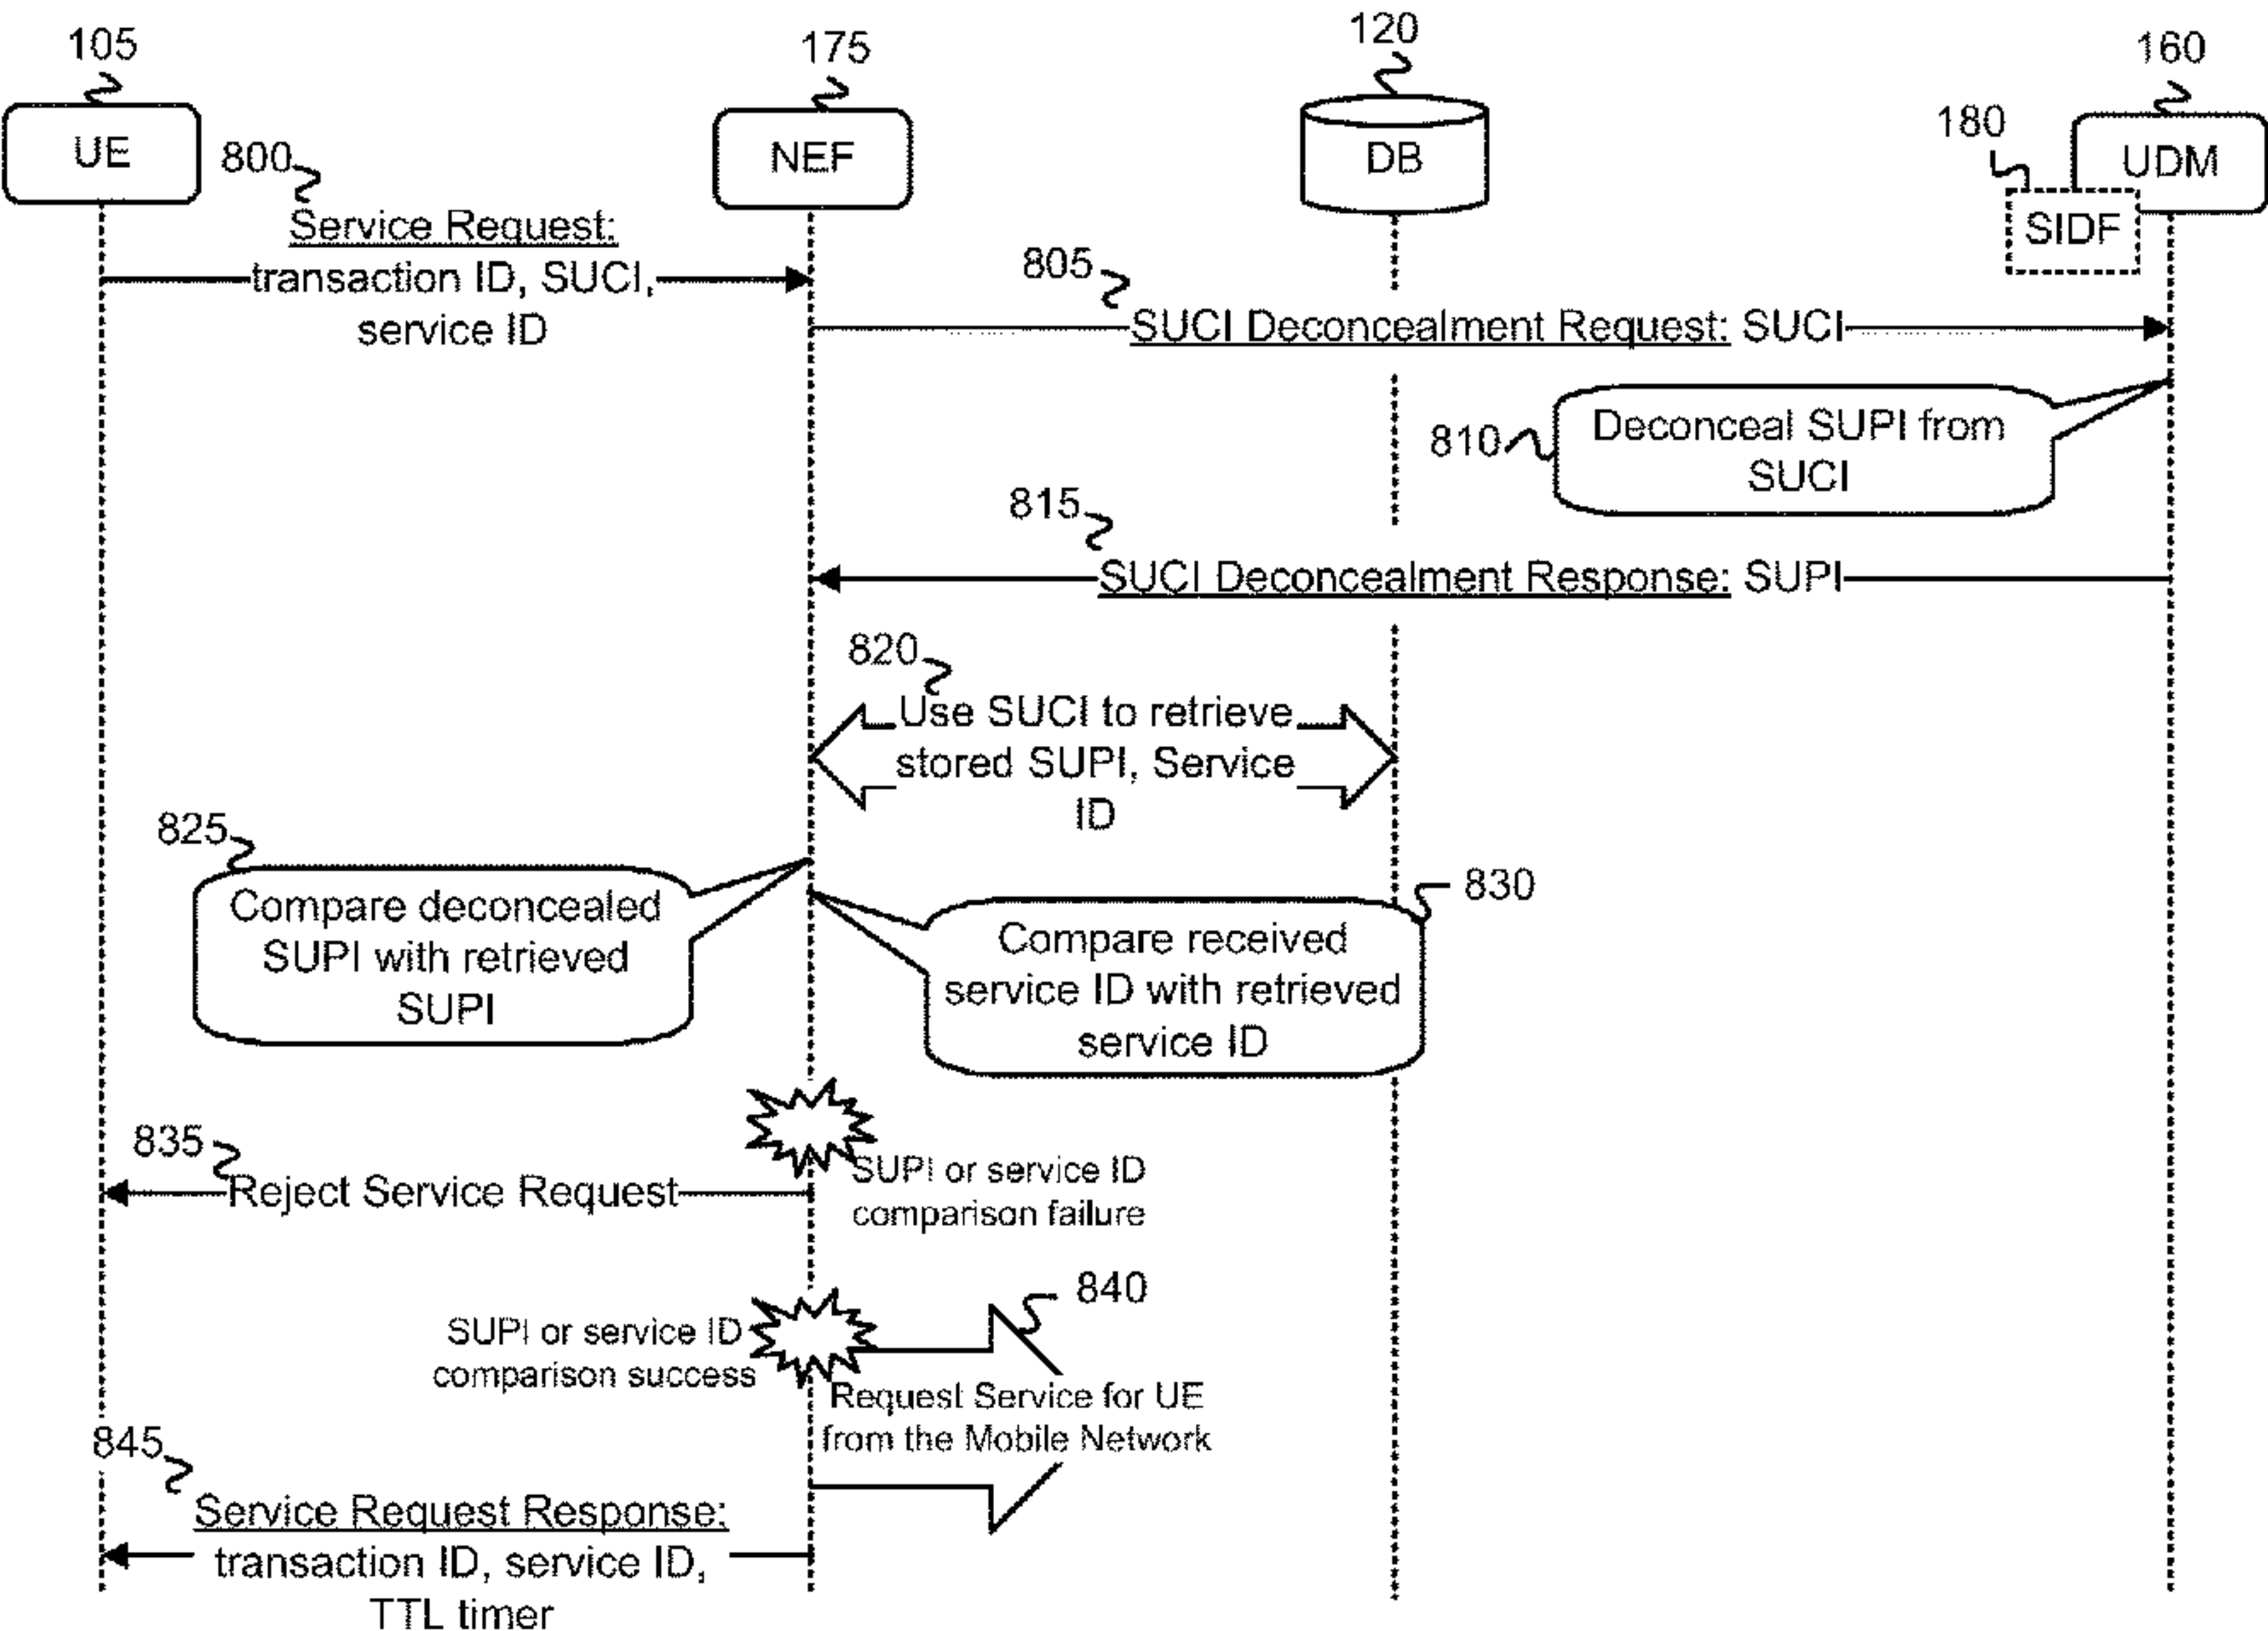 105
175
120
160
UE
800
NEF
DB
180
UDM
SIDF
Service Request:
transaction ID, SUCI,
service ID
805
SUCI Deconcealment Request: SUCI
810
Deconceal SUPI from
SUCI
815
SUCI Deconcealment Response: SUPI
820
Use SUCI to retrieve
stored SUPI, Service
ID
825
Compare deconcealed
SUPI with retrieved
SUPI
830
Compare received
service ID with retrieved
service ID
835
Reject Service Request
SUPI or service ID
comparison failure
SUPI or service ID
comparison success
840
Request Service for UE
from the Mobile Network
845
Service Request Response:
transaction ID, service ID,
TTL timer